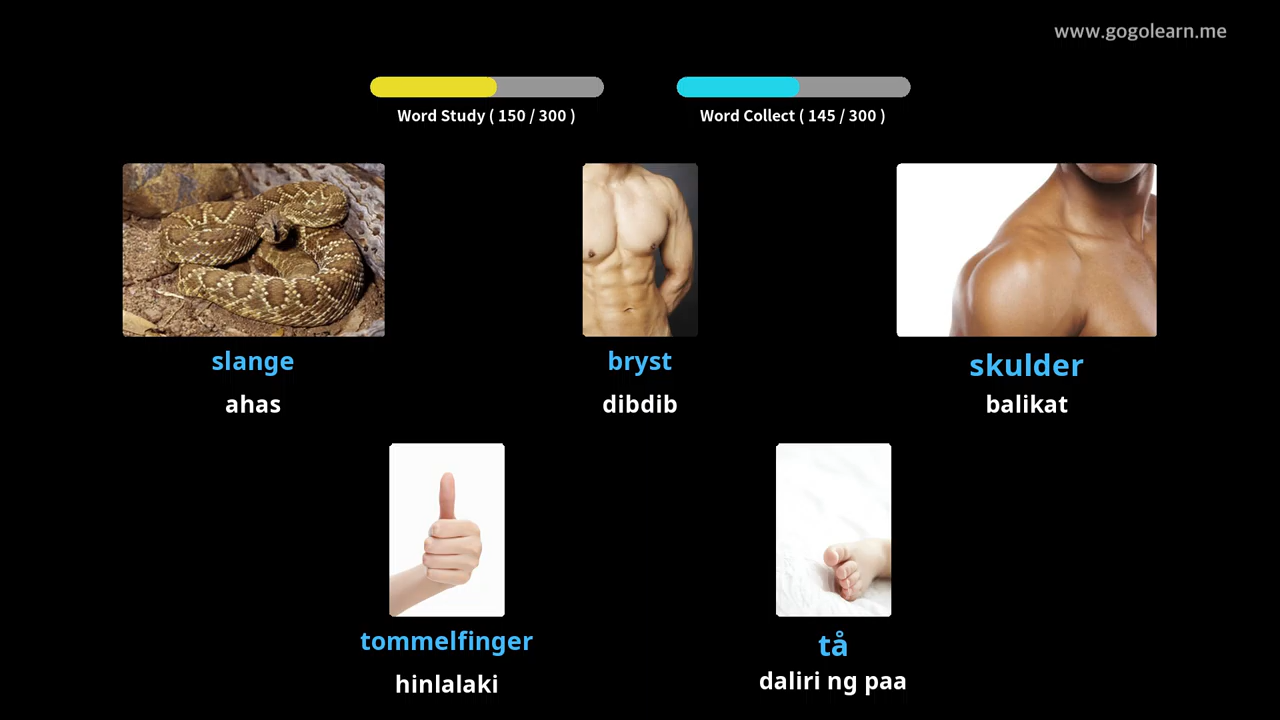 www.gogolearn.me
Word Study ( 150 / 300 )
Word Collect ( 145 / 300 )
slange
bryst
skulder
ahas
dibdib
balikat
tommelfinger
tå
hinlalaki
daliri ng paa